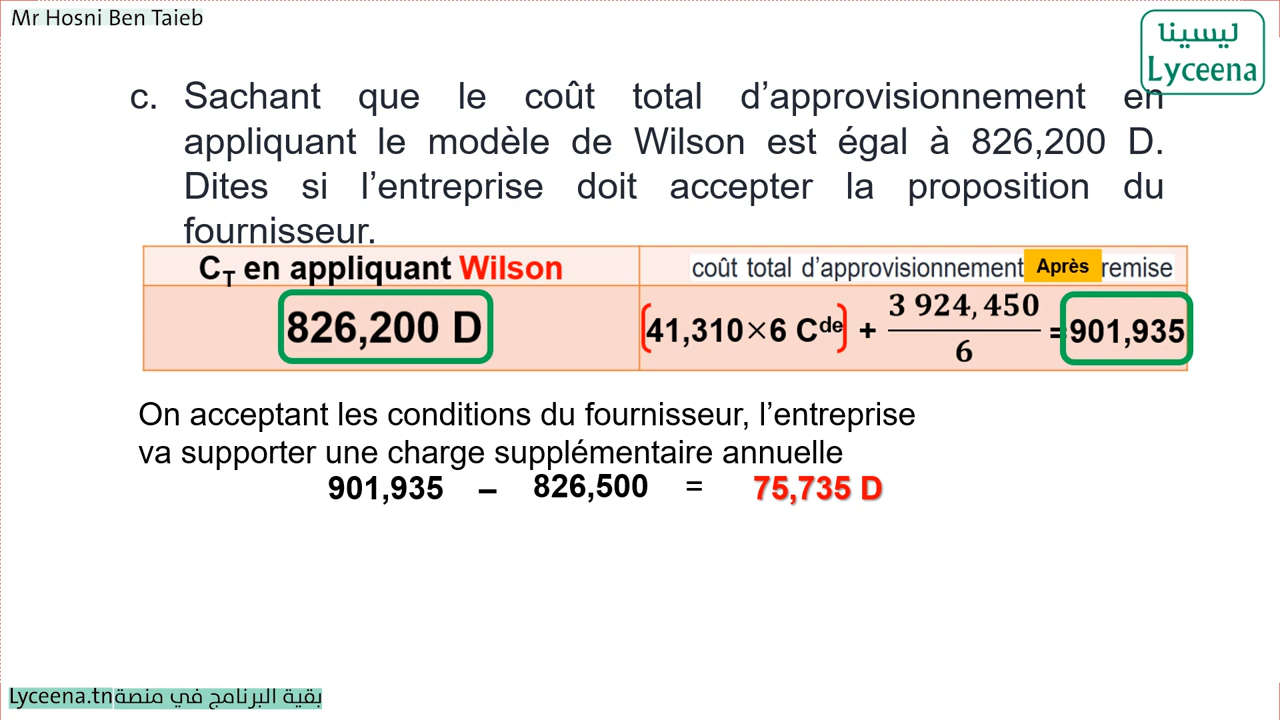 Mr Hosni Ben Taieb
ليسينا
Lyceena
c. Sachant que le coût total d’approvisionnement en
appliquant le modèle de Wilson est égal à 826,200 D.
Dites si l’entreprise doit accepter la proposition du
fournisseur.
CT en appliquant Wilson
coût total d’approvisionnement Après remise
826,200 D
(41,310×6 Cde) + 3 924,450 / 6 = 901,935
On acceptant les conditions du fournisseur, l’entreprise
va supporter une charge supplémentaire annuelle
901,935 – 826,500 = 75,735 D
بقية البرنامج في منصة Lyceena.tn